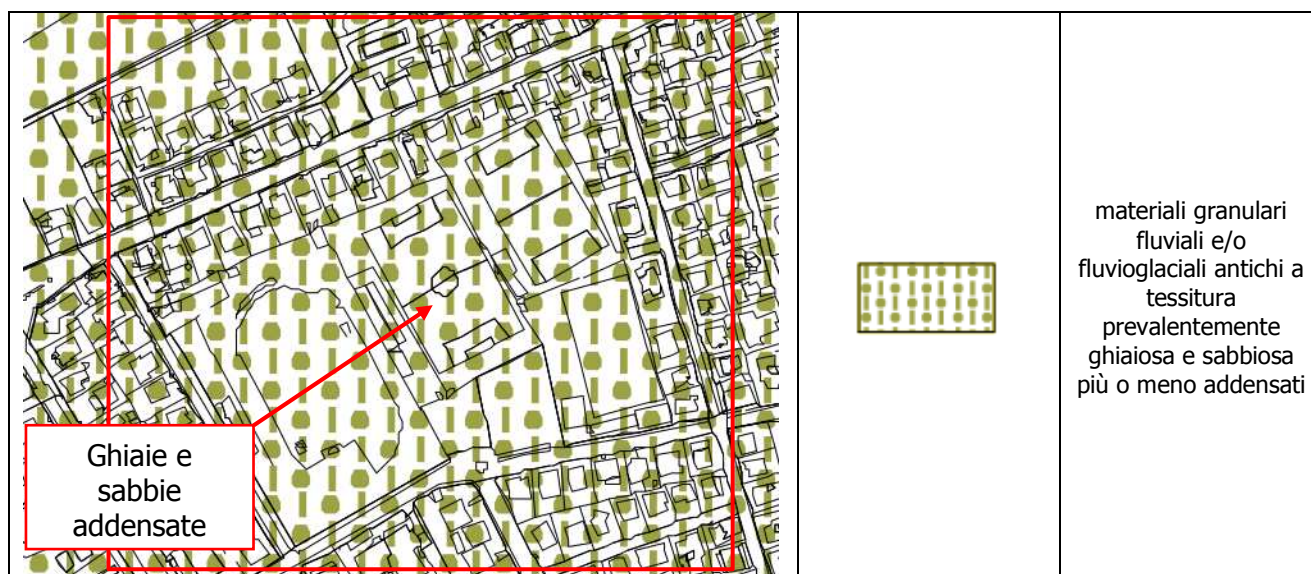 Ghiaie e
sabbie
addensate
materiali granulari
fluviali e/o
fluvioglaciali antichi a
tessitura
prevalentemente
ghiaiosa e sabbiosa
più o meno addensati